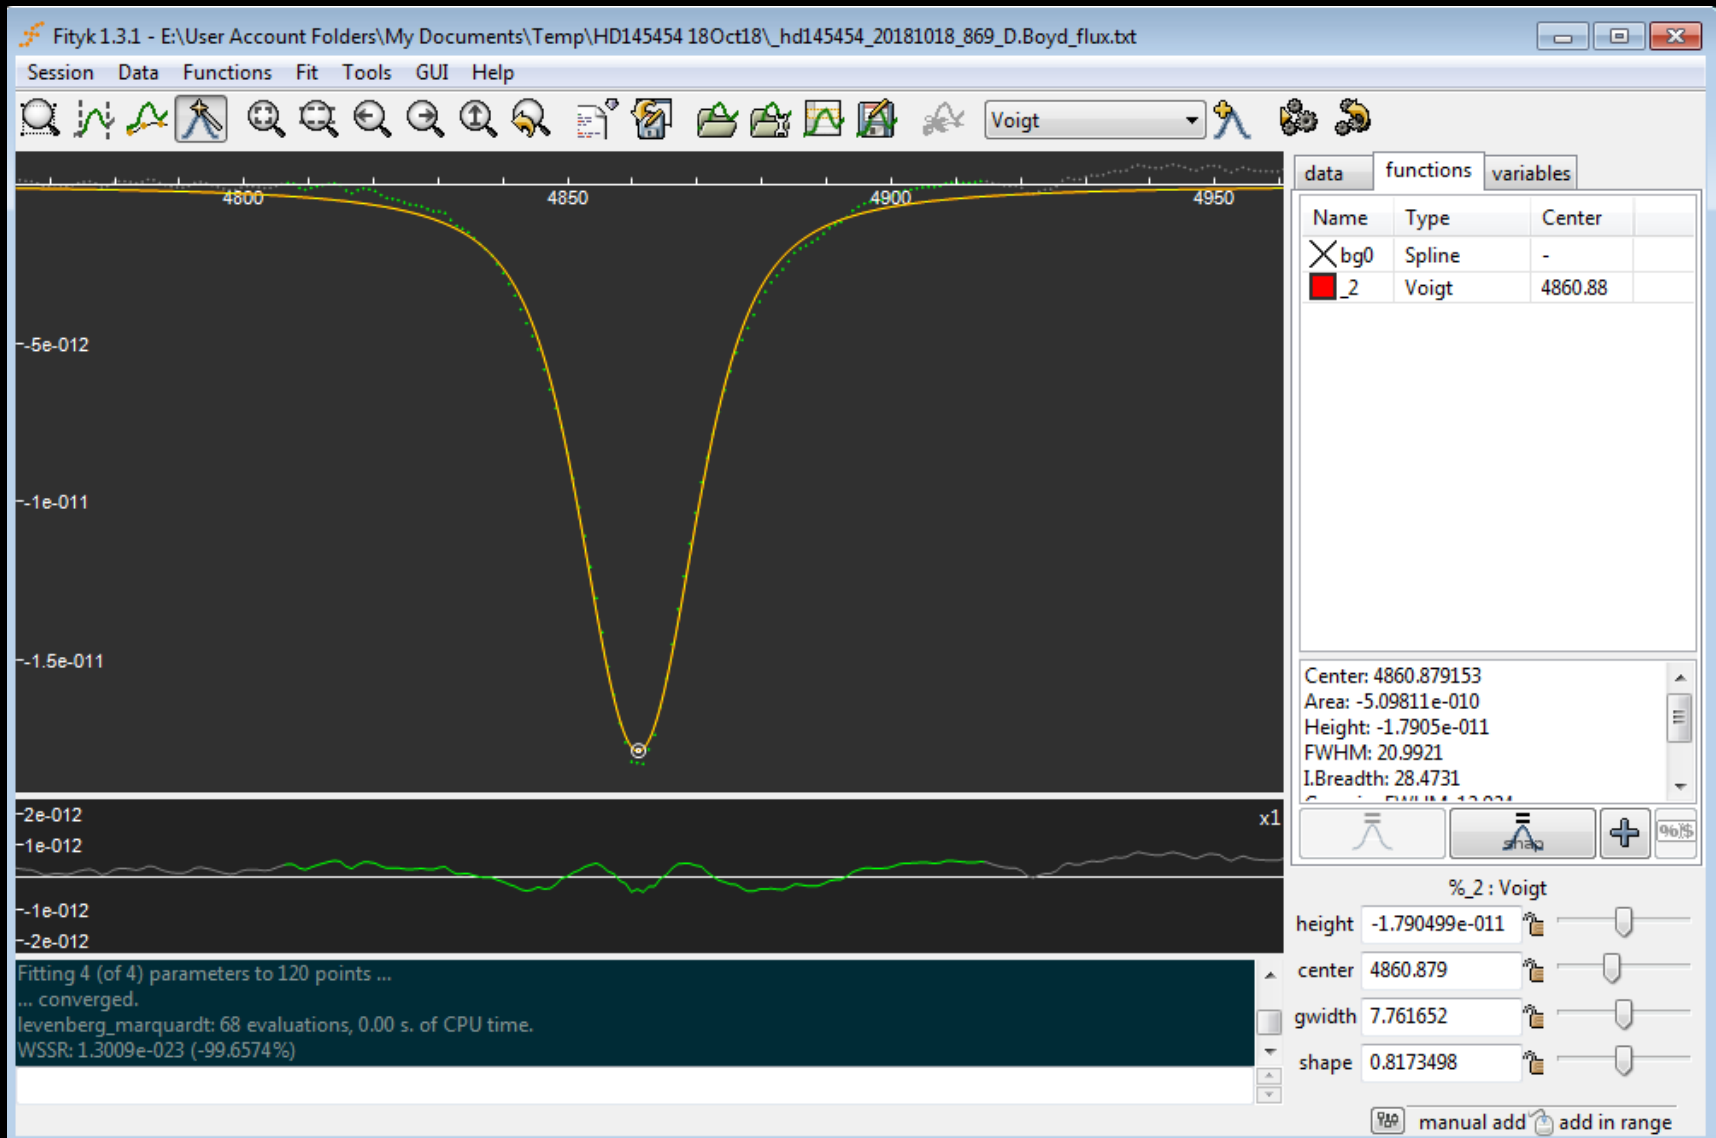 Fityk 1.3.1 - E:\User Account Folders\My Documents\Temp\HD145454 18Oct18\_hd145454_20181018_869_D.Boyd_flux.txt
Session Data Functions Fit Tools GUI Help
Voigt
4800 4850 4900 4950
-5e-012
-1e-011
-1.5e-011
data functions variables
Name Type Center
bg0 Spline -
_2 Voigt 4860.88
Center: 4860.879153
Area: -5.09811e-010
Height: -1.7905e-011
FWHM: 20.9921
I.Breadth: 28.4731
snap %}$
2e-012
1e-012
x1
-1e-012
-2e-012
%_2 : Voigt
height -1.790499e-011
center 4860.879
gwidth 7.761652
shape 0.8173498
manual add add in range
Fitting 4 (of 4) parameters to 120 points ...
... converged.
levenberg_marquardt: 68 evaluations, 0.00 s. of CPU time.
WSSR: 1.3009e-023 (-99.6574%)